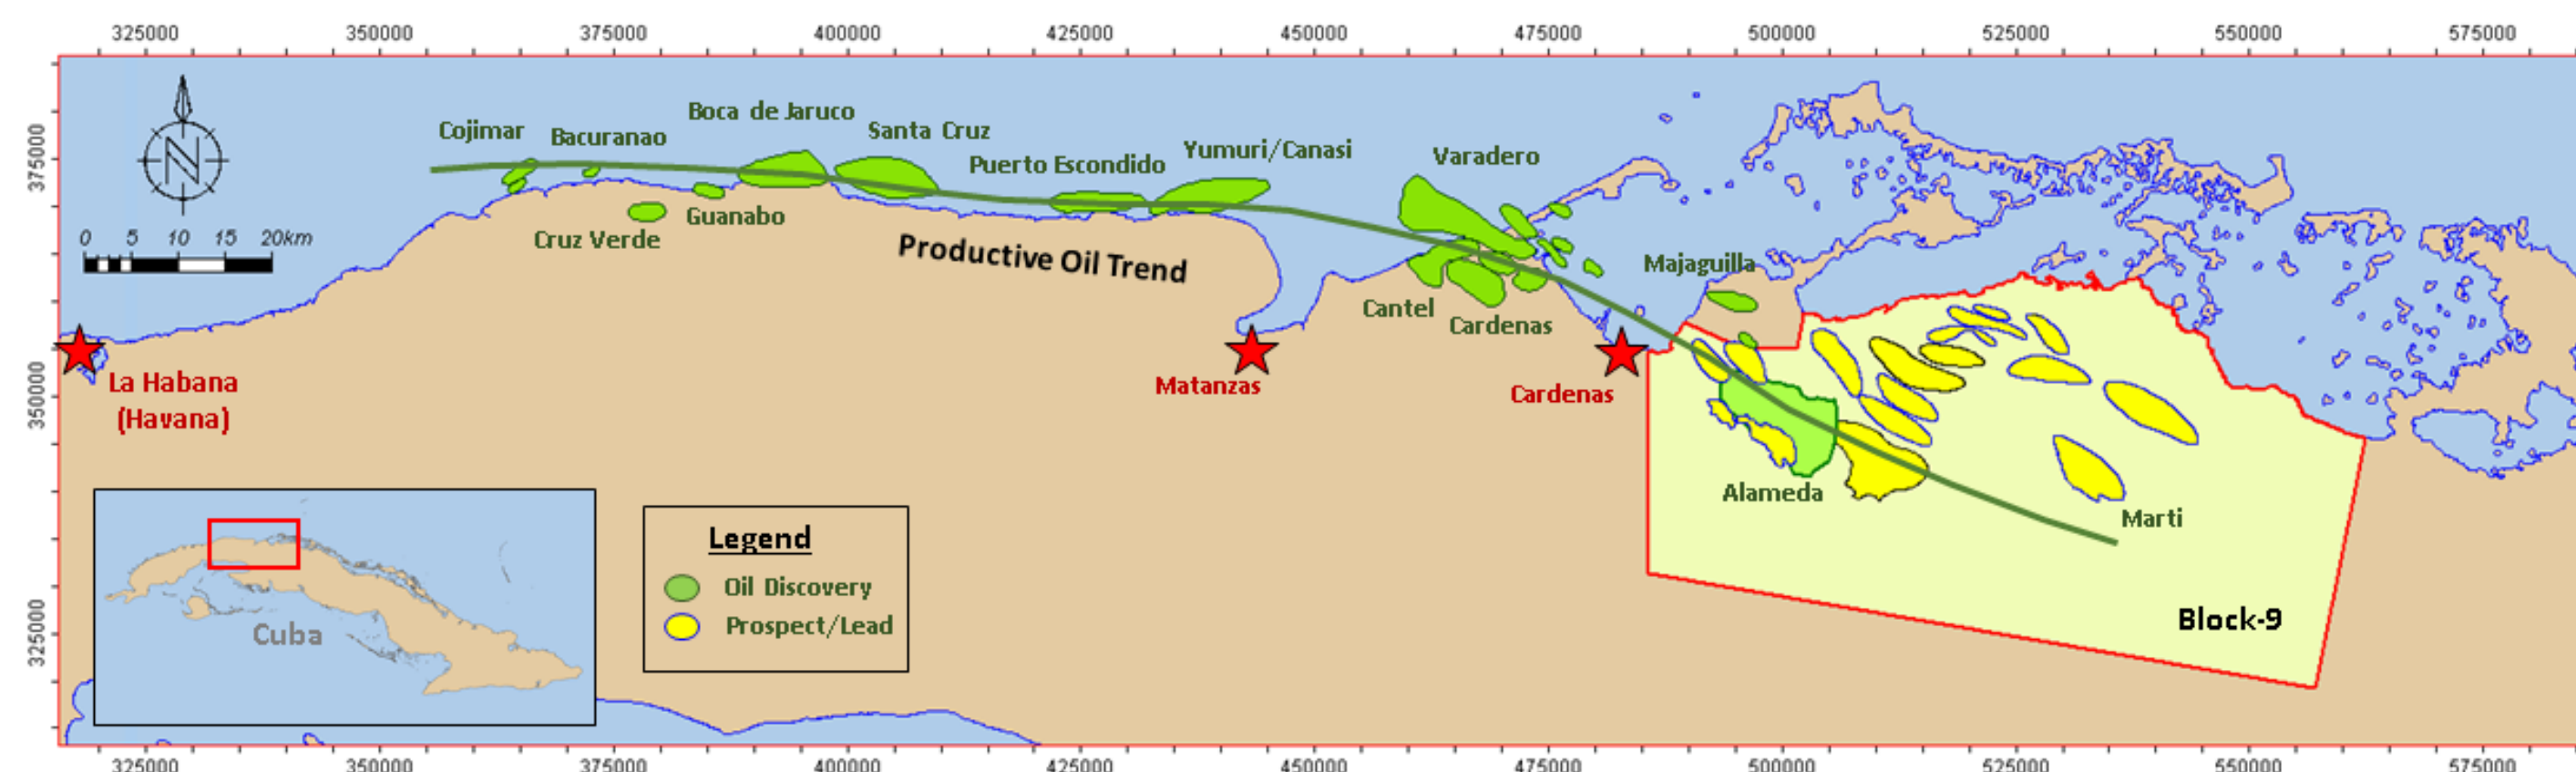 325000 350000 375000 400000 425000 450000 475000 500000 525000 550000 575000
375000
350000
325000
N
0 5 10 15 20km
Cojimar
Bacuranao
Boca de Jaruco
Santa Cruz
Puerto Escondido
Yumuri/Canasi
Varadero
Cruz Verde
Guanabo
Productive Oil Trend
Majaguilla
Cantel
Cardenas
La Habana
(Havana)
Matanzas
Cardenas
Alameda
Marti
Block-9
Cuba
Legend
Oil Discovery
Prospect/Lead
325000 350000 375000 400000 425000 450000 475000 500000 525000 550000 575000